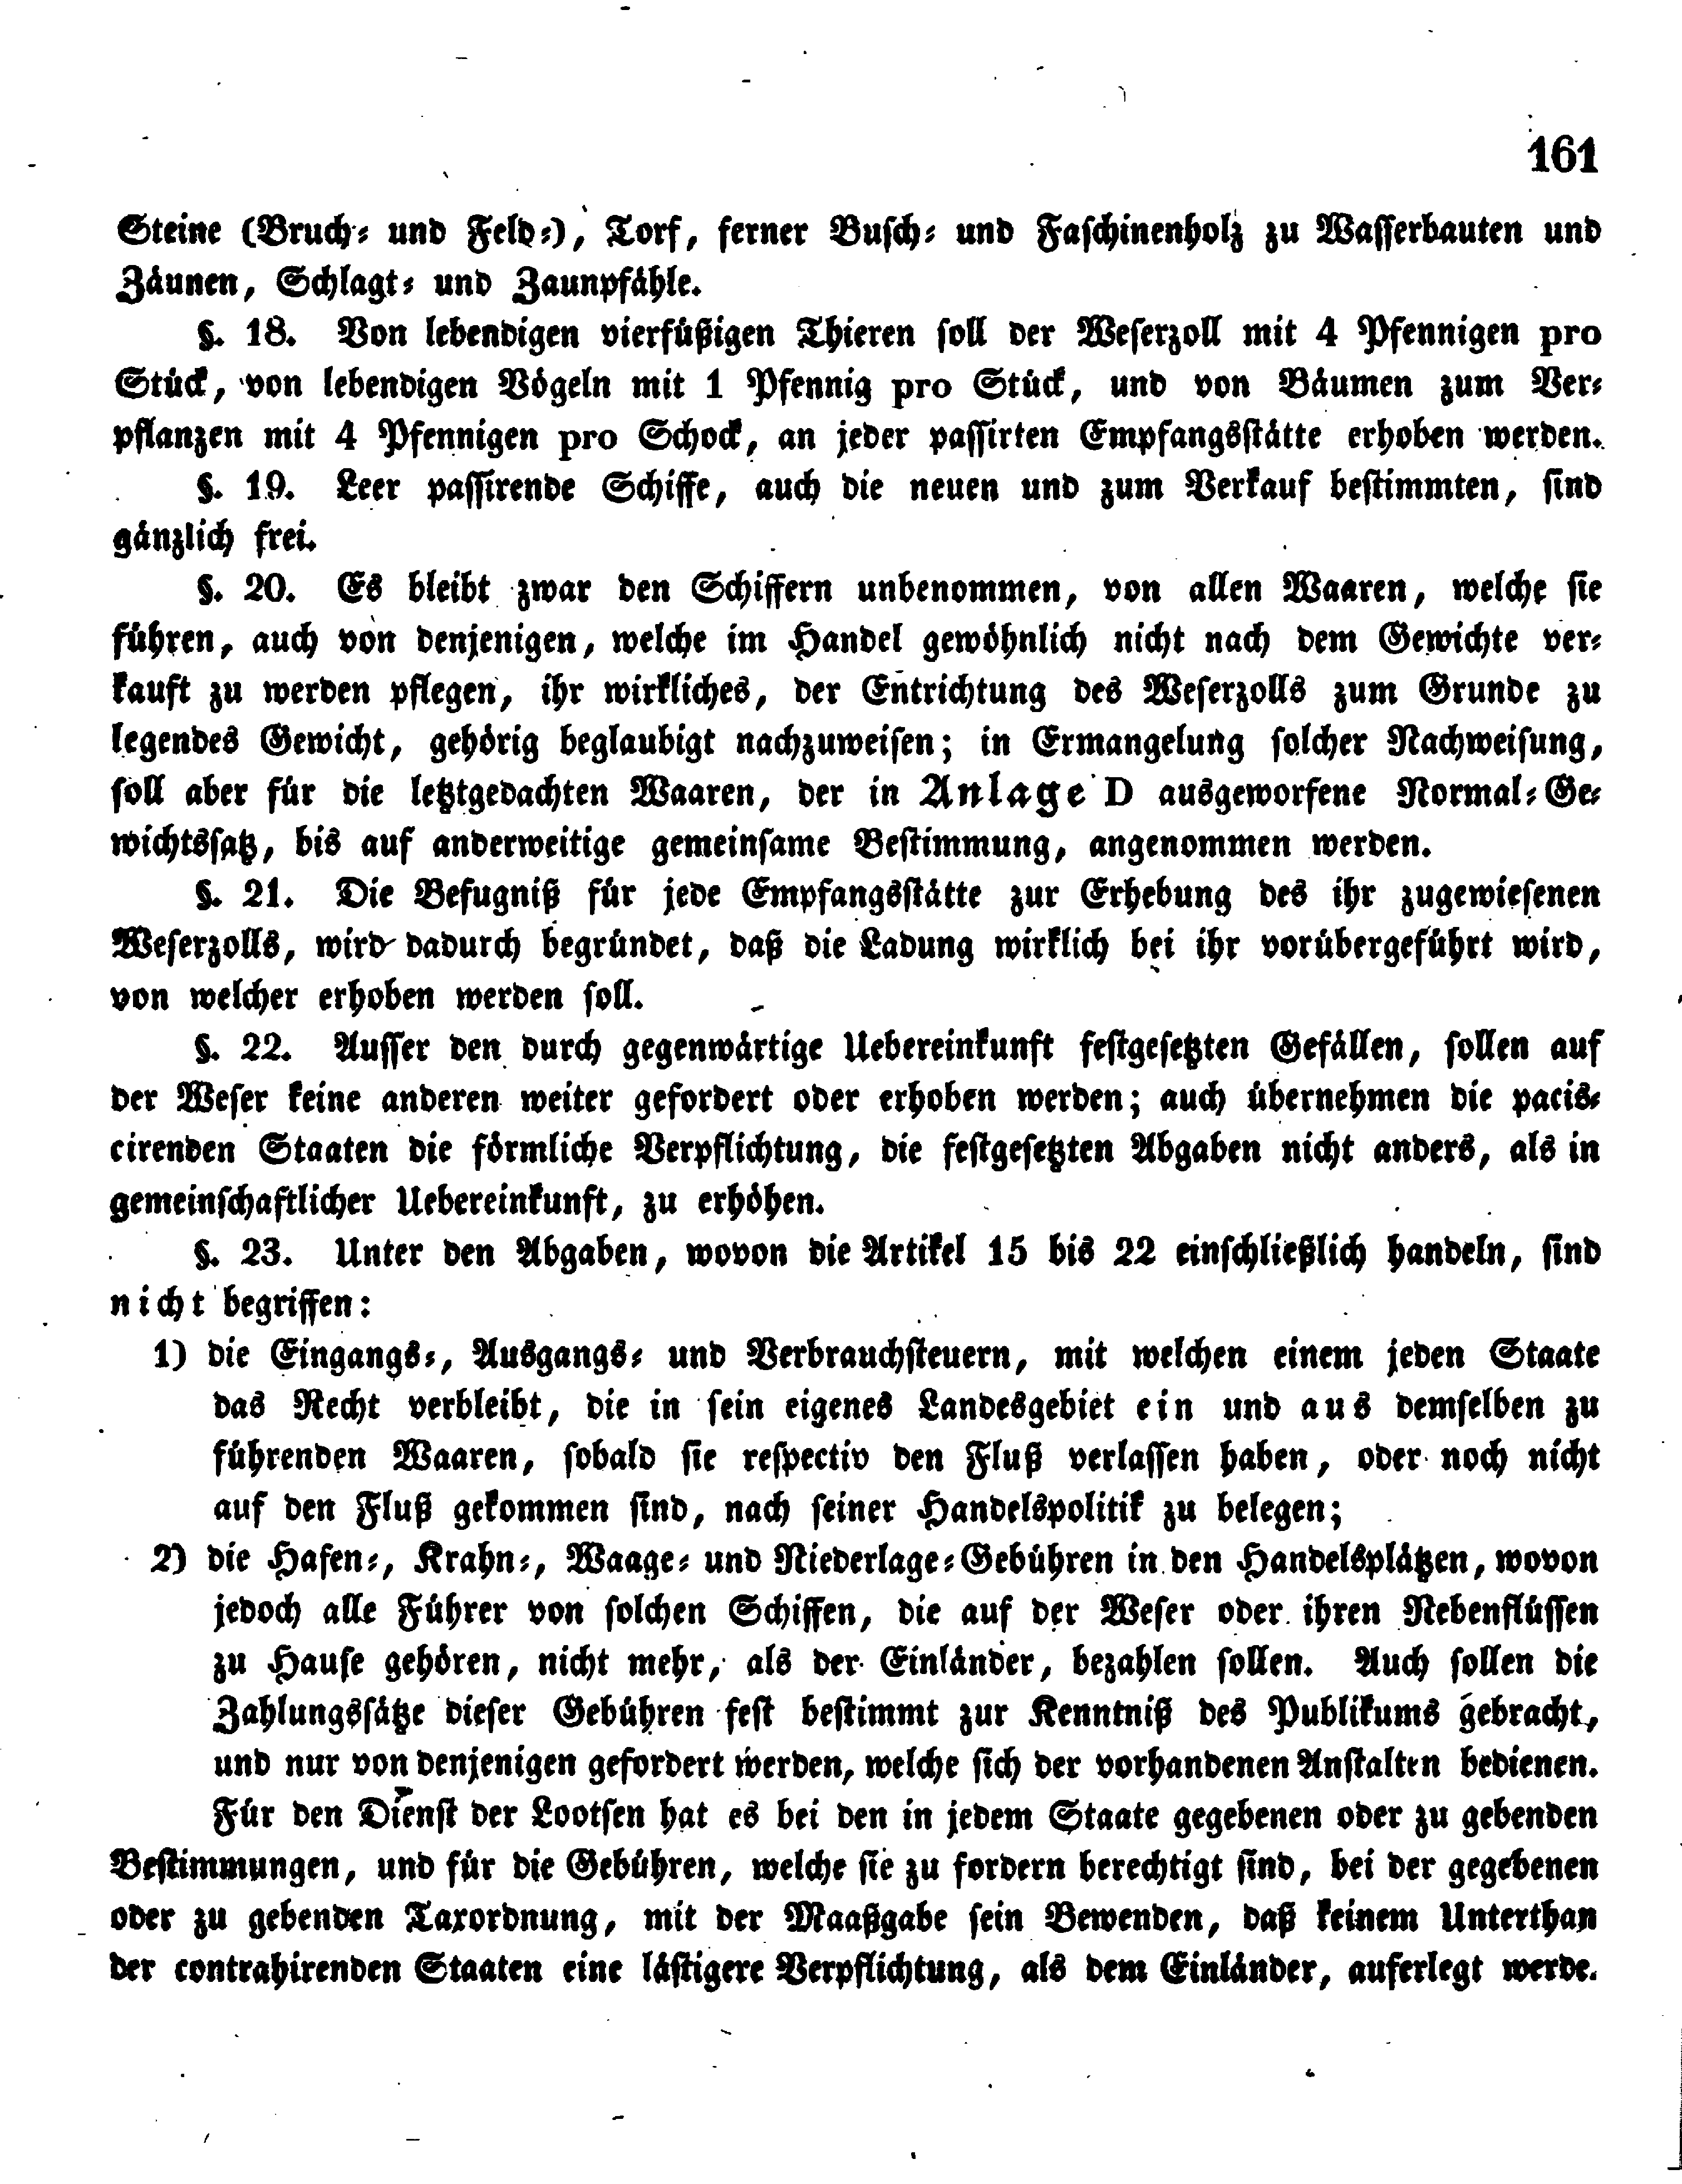 161
Steine (Bruch- und Feld-), Torf, ferner Busch- und Faschinenholz zu Wasserbauten und
Zäunen, Schlagt- und Zaunpfähle.
§. 18. Von lebendigen vierfüßigen Thieren soll der Weserzoll mit 4 Pfennigen pro
Stück, von lebendigen Vögeln mit 1 Pfennig pro Stück, und von Bäumen zum Ver-
pflanzen mit 4 Pfennigen pro Schock, an jeder passirten Empfangsstätte erhoben werden.
§. 19. Leer passirende Schiffe, auch die neuen und zum Verkauf bestimmten, sind
gänzlich frei.
§. 20. Es bleibt zwar den Schiffern unbenommen, von allen Waaren, welche sie
führen, auch von denjenigen, welche im Handel gewöhnlich nicht nach dem Gewichte ver-
kauft zu werden pflegen, ihr wirkliches, der Entrichtung des Weserzolls zum Grunde zu
legendes Gewicht, gehörig beglaubigt nachzuweisen; in Ermangelung solcher Nachweisung,
soll aber für die letztgedachten Waaren, der in Anlage D ausgeworfene Normal-Ge-
wichtssatz, bis auf anderweitige gemeinsame Bestimmung, angenommen werden.
§. 21. Die Befugniß für jede Empfangsstätte zur Erhebung des ihr zugewiesenen
Weserzolls, wird dadurch begründet, daß die Ladung wirklich bei ihr vorübergeführt wird,
von welcher erhoben werden soll.
§. 22. Ausser den durch gegenwärtige Uebereinkunft festgesetzten Gefällen, sollen auf
der Weser keine anderen weiter gefordert oder erhoben werden; auch übernehmen die pacis-
cirenden Staaten die förmliche Verpflichtung, die festgesetzten Abgaben nicht anders, als in
gemeinschaftlicher Uebereinkunft, zu erhöhen.
§. 23. Unter den Abgaben, wovon die Artikel 15 bis 22 einschließlich handeln, sind
nicht begriffen:
1) die Eingangs-, Ausgangs- und Verbrauchsteuern, mit welchen einem jeden Staate
das Recht verbleibt, die in sein eigenes Landesgebiet ein und aus demselben zu
führenden Waaren, sobald sie respectiv den Fluß verlassen haben, oder noch nicht
auf den Fluß gekommen sind, nach seiner Handelspolitik zu belegen;
2) die Hafen-, Krahn-, Waage- und Niederlage-Gebühren in den Handelsplätzen, wovon
jedoch alle Führer von solchen Schiffen, die auf der Weser oder ihren Nebenflüssen
zu Hause gehören, nicht mehr, als der Einländer, bezahlen sollen. Auch sollen die
Zahlungssätze dieser Gebühren fest bestimmt zur Kenntniß des Publikums gebracht,
und nur von denjenigen gefordert werden, welche sich der vorhandenen Anstalten bedienen.
Für den Dienst der Lootsen hat es bei den in jedem Staate gegebenen oder zu gebenden
Bestimmungen, und für die Gebühren, welche sie zu fordern berechtigt sind, bei der gegebenen
oder zu gebenden Taxordnung, mit der Maaßgabe sein Bewenden, daß keinem Unterthan
der contrahirenden Staaten eine lästigere Verpflichtung, als dem Einländer, auferlegt werde.